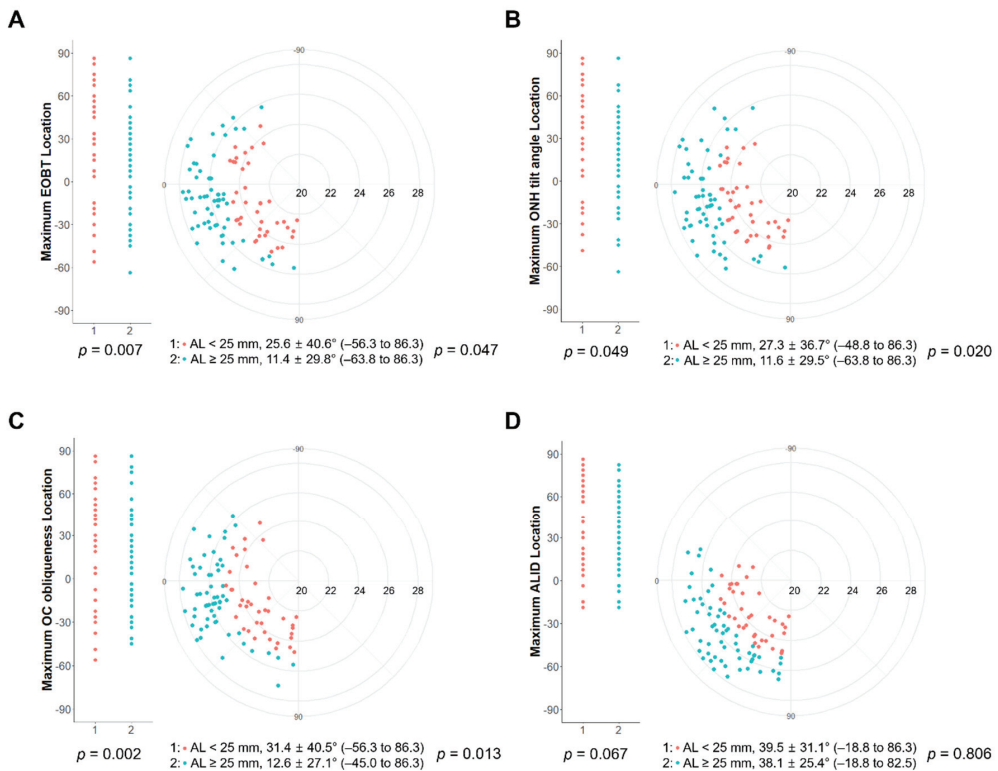 A
Maximum EOBT Location
90
60
30
0
-30
-60
-90
1 2
p = 0.007
-90
0
20 22 24 26 28
90
1: AL < 25 mm, 25.6 ± 40.6° (–56.3 to 86.3)
2: AL ≥ 25 mm, 11.4 ± 29.8° (–63.8 to 86.3)
p = 0.047
B
Maximum ONH tilt angle Location
90
60
30
0
-30
-60
-90
1 2
p = 0.049
-90
0
20 22 24 26 28
90
1: AL < 25 mm, 27.3 ± 36.7° (–48.8 to 86.3)
2: AL ≥ 25 mm, 11.6 ± 29.5° (–63.8 to 86.3)
p = 0.020
C
Maximum OC obliqueness Location
90
60
30
0
-30
-60
-90
1 2
p = 0.002
-90
0
20 22 24 26 28
90
1: AL < 25 mm, 31.4 ± 40.5° (–56.3 to 86.3)
2: AL ≥ 25 mm, 12.6 ± 27.1° (–45.0 to 86.3)
p = 0.013
D
Maximum ALID Location
90
60
30
0
-30
-60
-90
1 2
p = 0.067
-90
0
20 22 24 26 28
90
1: AL < 25 mm, 39.5 ± 31.1° (–18.8 to 86.3)
2: AL ≥ 25 mm, 38.1 ± 25.4° (–18.8 to 82.5)
p = 0.806